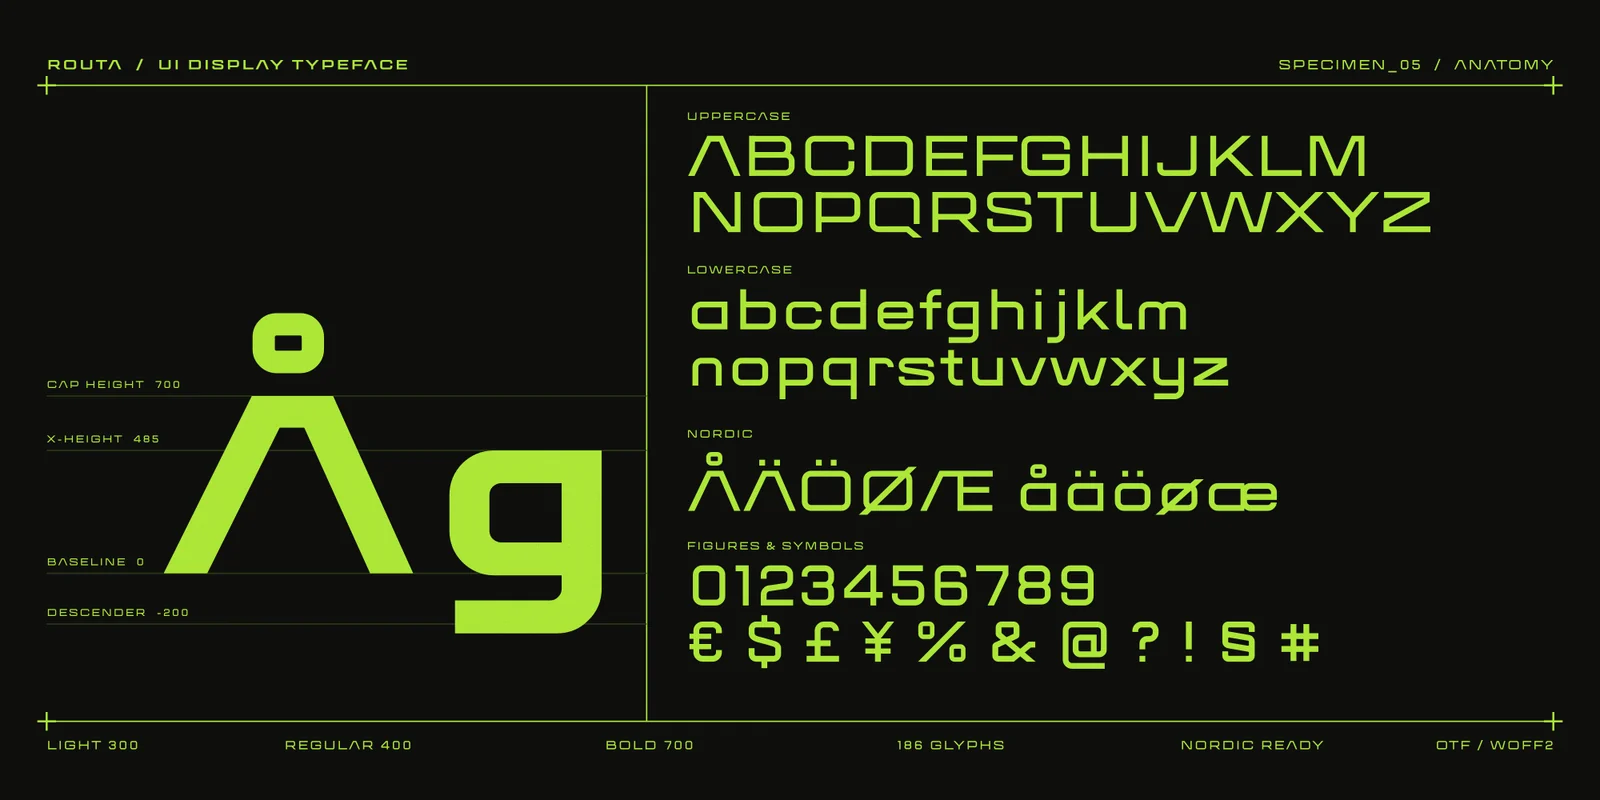 ROUTA / UI DISPLAY TYPEFACE
SPECIMEN_05 / ANATOMY
CAP HEIGHT 700
X-HEIGHT 485
BASELINE 0
DESCENDER -200
Åg
UPPERCASE
ABCDEFGHIJKLM
NOPQRSTUVWXYZ
LOWERCASE
abcdefghijklm
nopqrstuvwxyz
NORDIC
ÅÄÖØÆ åäöøæ
FIGURES & SYMBOLS
0123456789
€ $ £ ¥ % & @ ? ! § #
LIGHT 300
REGULAR 400
BOLD 700
186 GLYPHS
NORDIC READY
OTF / WOFF2